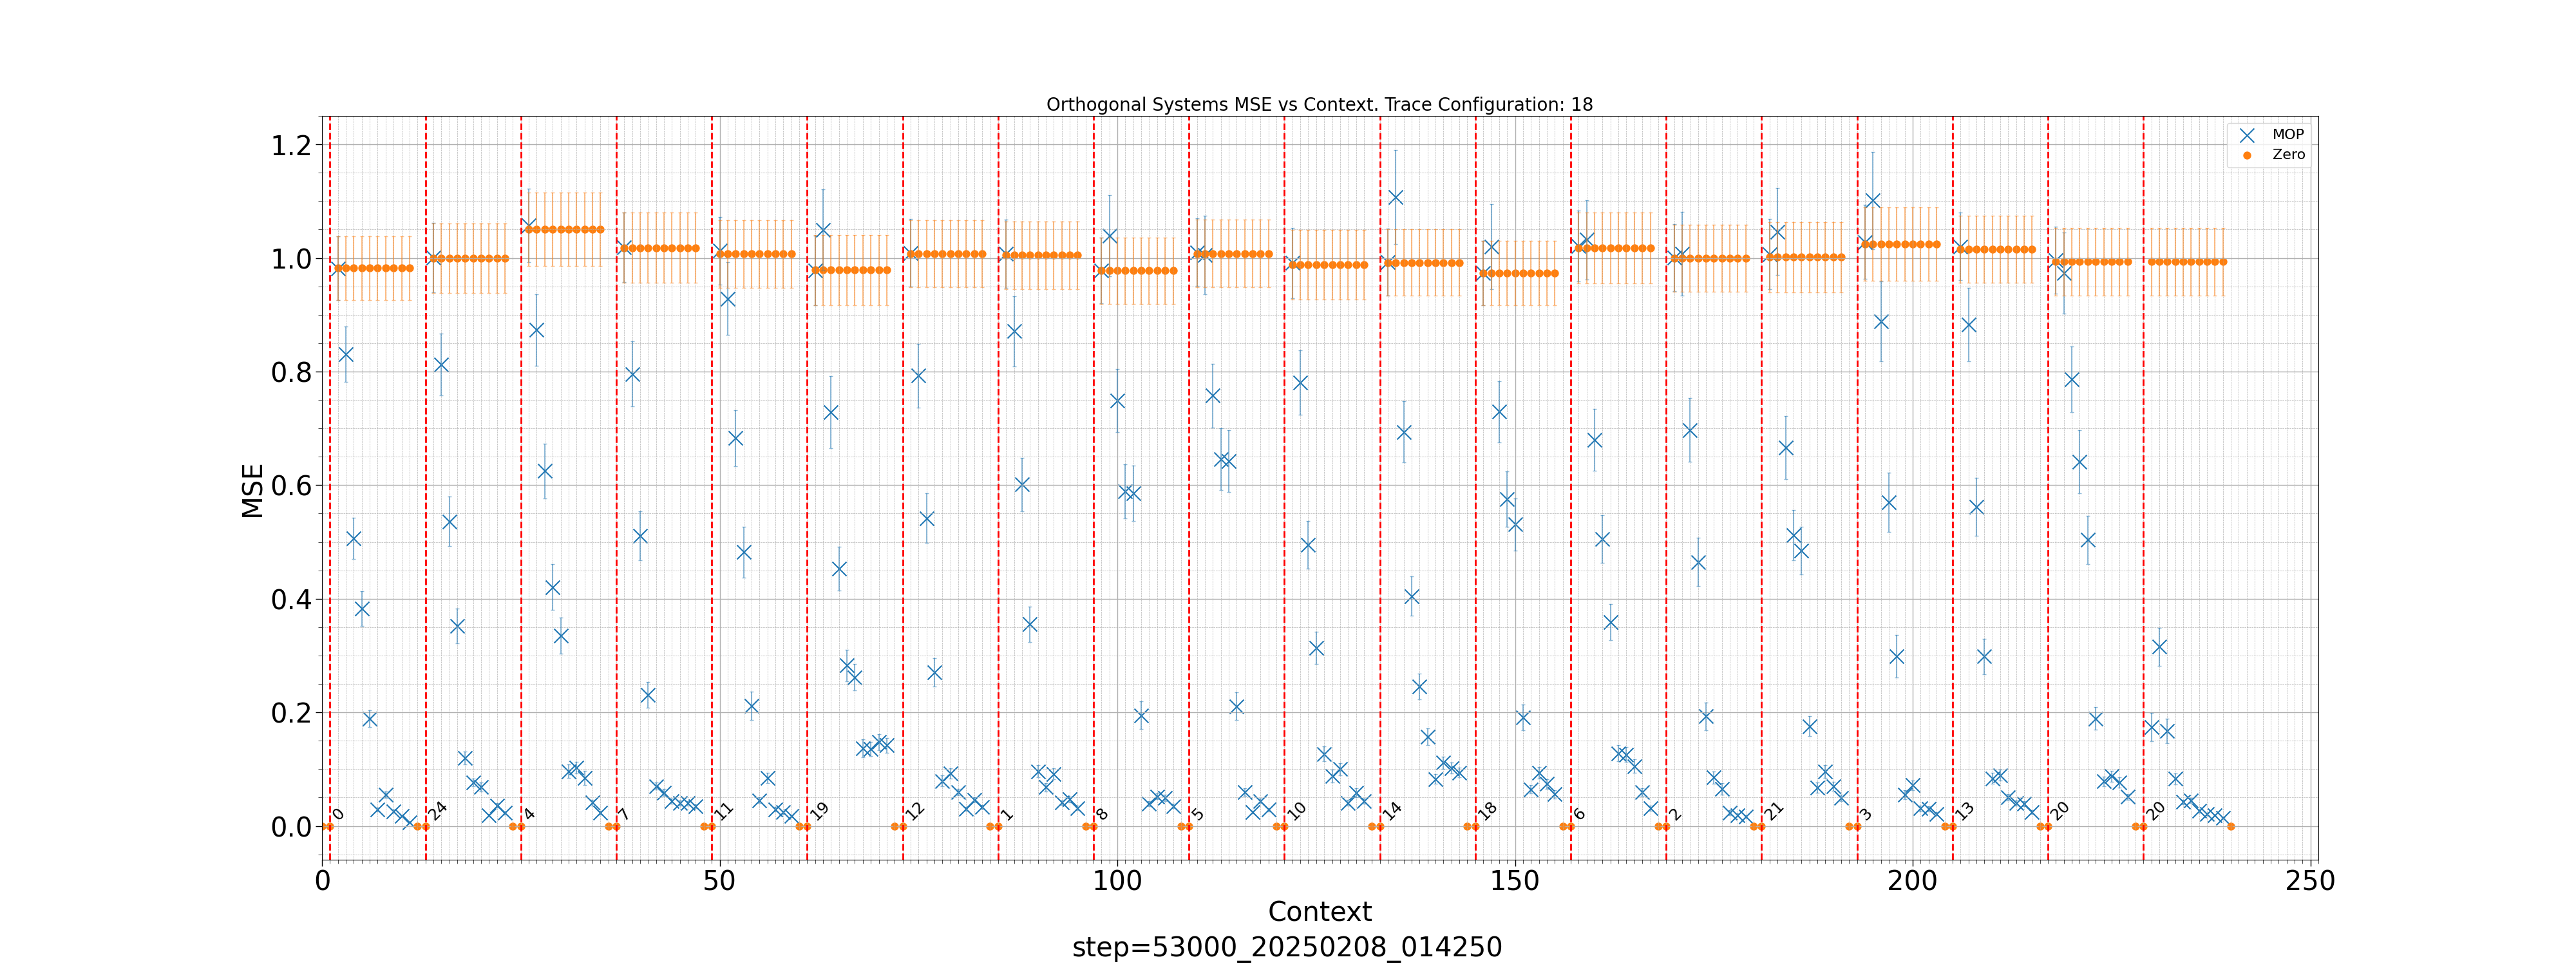 Orthogonal Systems MSE vs Context. Trace Configuration: 18
MOP
Zero
MSE
1.2
1.0
0.8
0.6
0.4
0.2
0.0
0 24 4 7 11 19 12 1 8 5 10 14 18 6 2 21 3 13 20 20
0 50 100 150 200 250
Context
step=53000_20250208_014250